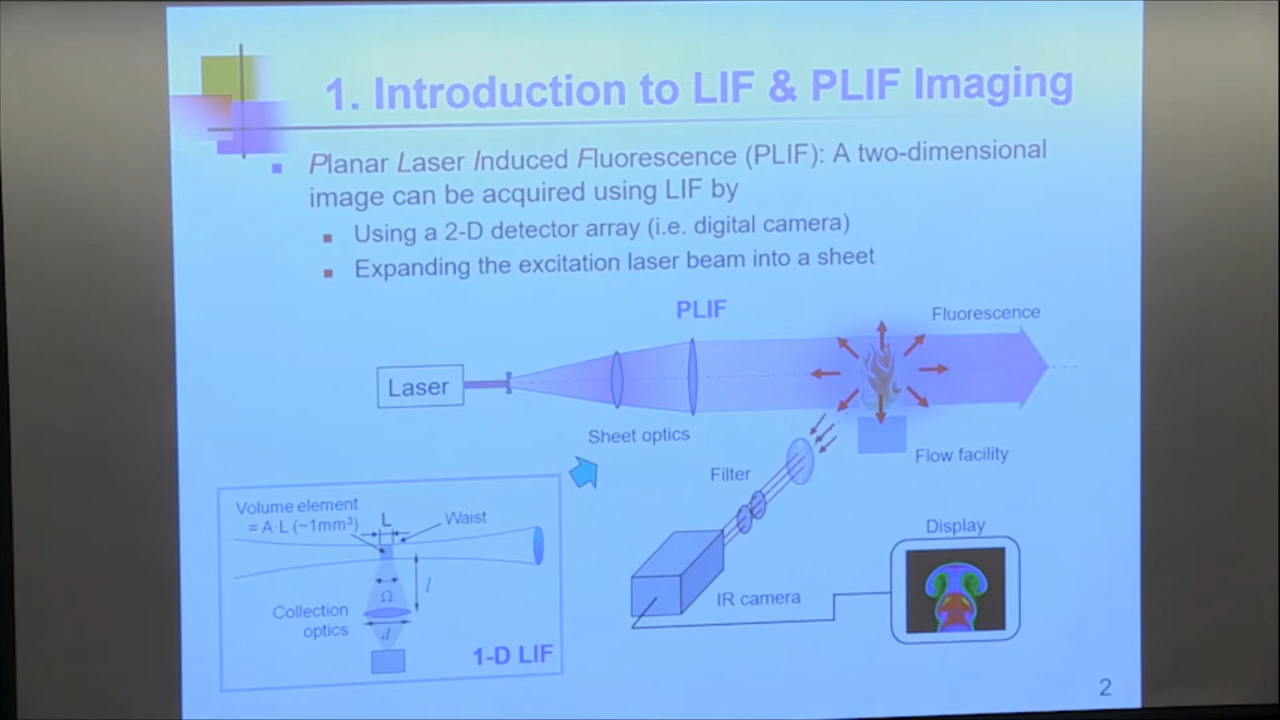 1. Introduction to LIF & PLIF Imaging
Planar Laser Induced Fluorescence (PLIF): A two-dimensional
image can be acquired using LIF by
Using a 2-D detector array (i.e. digital camera)
Expanding the excitation laser beam into a sheet
PLIF
Fluorescence
Laser
Sheet optics
Flow facility
Filter
Volume element
= A·L (~1mm³)
L
Waist
Display
Ω
l
IR camera
Collection
optics
d
1-D LIF
2